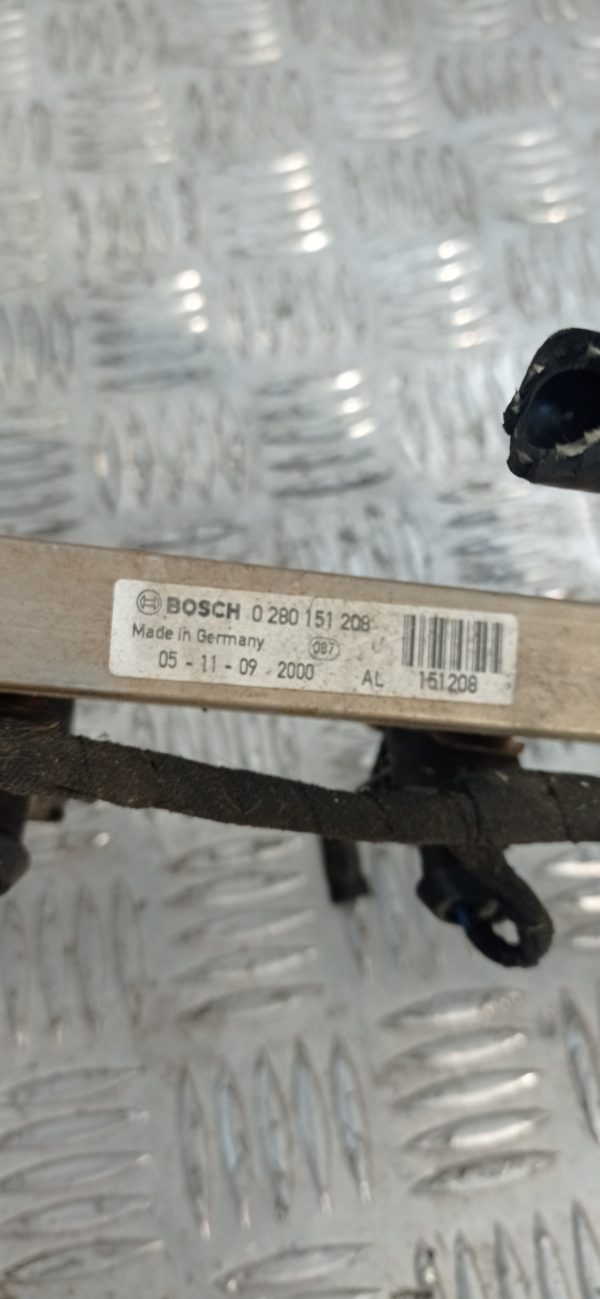 BOSCH 0 280 151 208
Made in Germany 087
05 - 11 - 09 2000 AL 151208